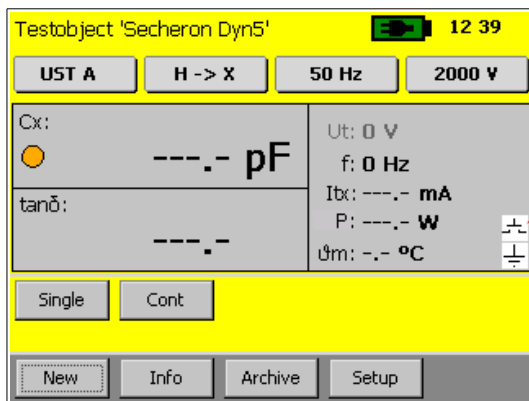 Testobject 'Secheron Dyn5' 12 39
UST A H -> X 50 Hz 2000 V
Cx:
---.- pF
tanδ:
---.-
Ut: 0 V
f: 0 Hz
Itx: ---.- mA
P: ---.- W
ϑm: -.- ºC
Single Cont
New Info Archive Setup